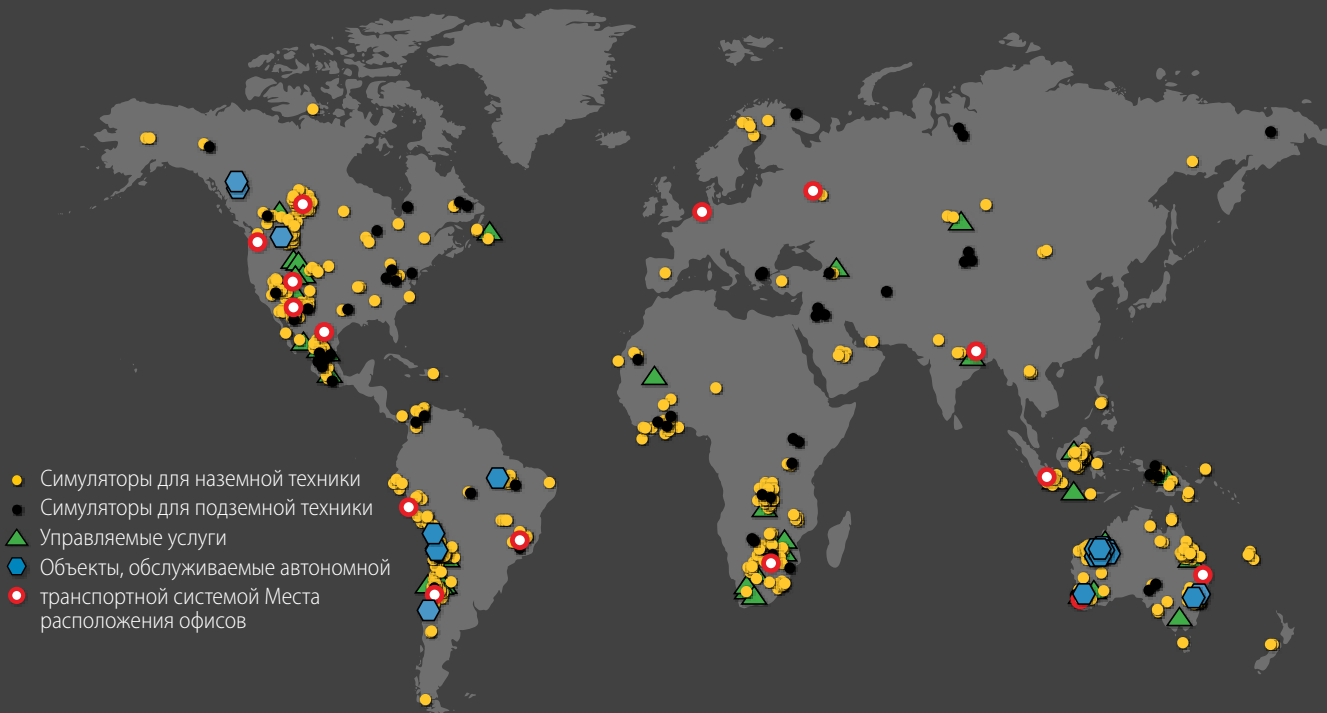 Симуляторы для наземной техники
Симуляторы для подземной техники
Управляемые услуги
Объекты, обслуживаемые автономной
транспортной системой Места
расположения офисов